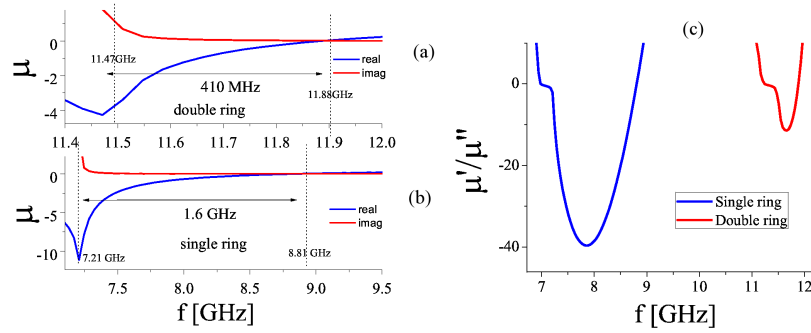 (a)
μ
0
-2
-4
11.47GHz
410 MHz
11.88GHz
double ring
real
imag
11.4 11.5 11.6 11.7 11.8 11.9 12.0
(b)
μ
0
-5
-10
1.6 GHz
7.21 GHz
single ring
8.81 GHz
real
imag
7.5 8.0 8.5 9.0 9.5
f [GHz]
(c)
μ'/μ''
0
-20
-40
Single ring
Double ring
7 8 9 10 11 12
f [GHz]